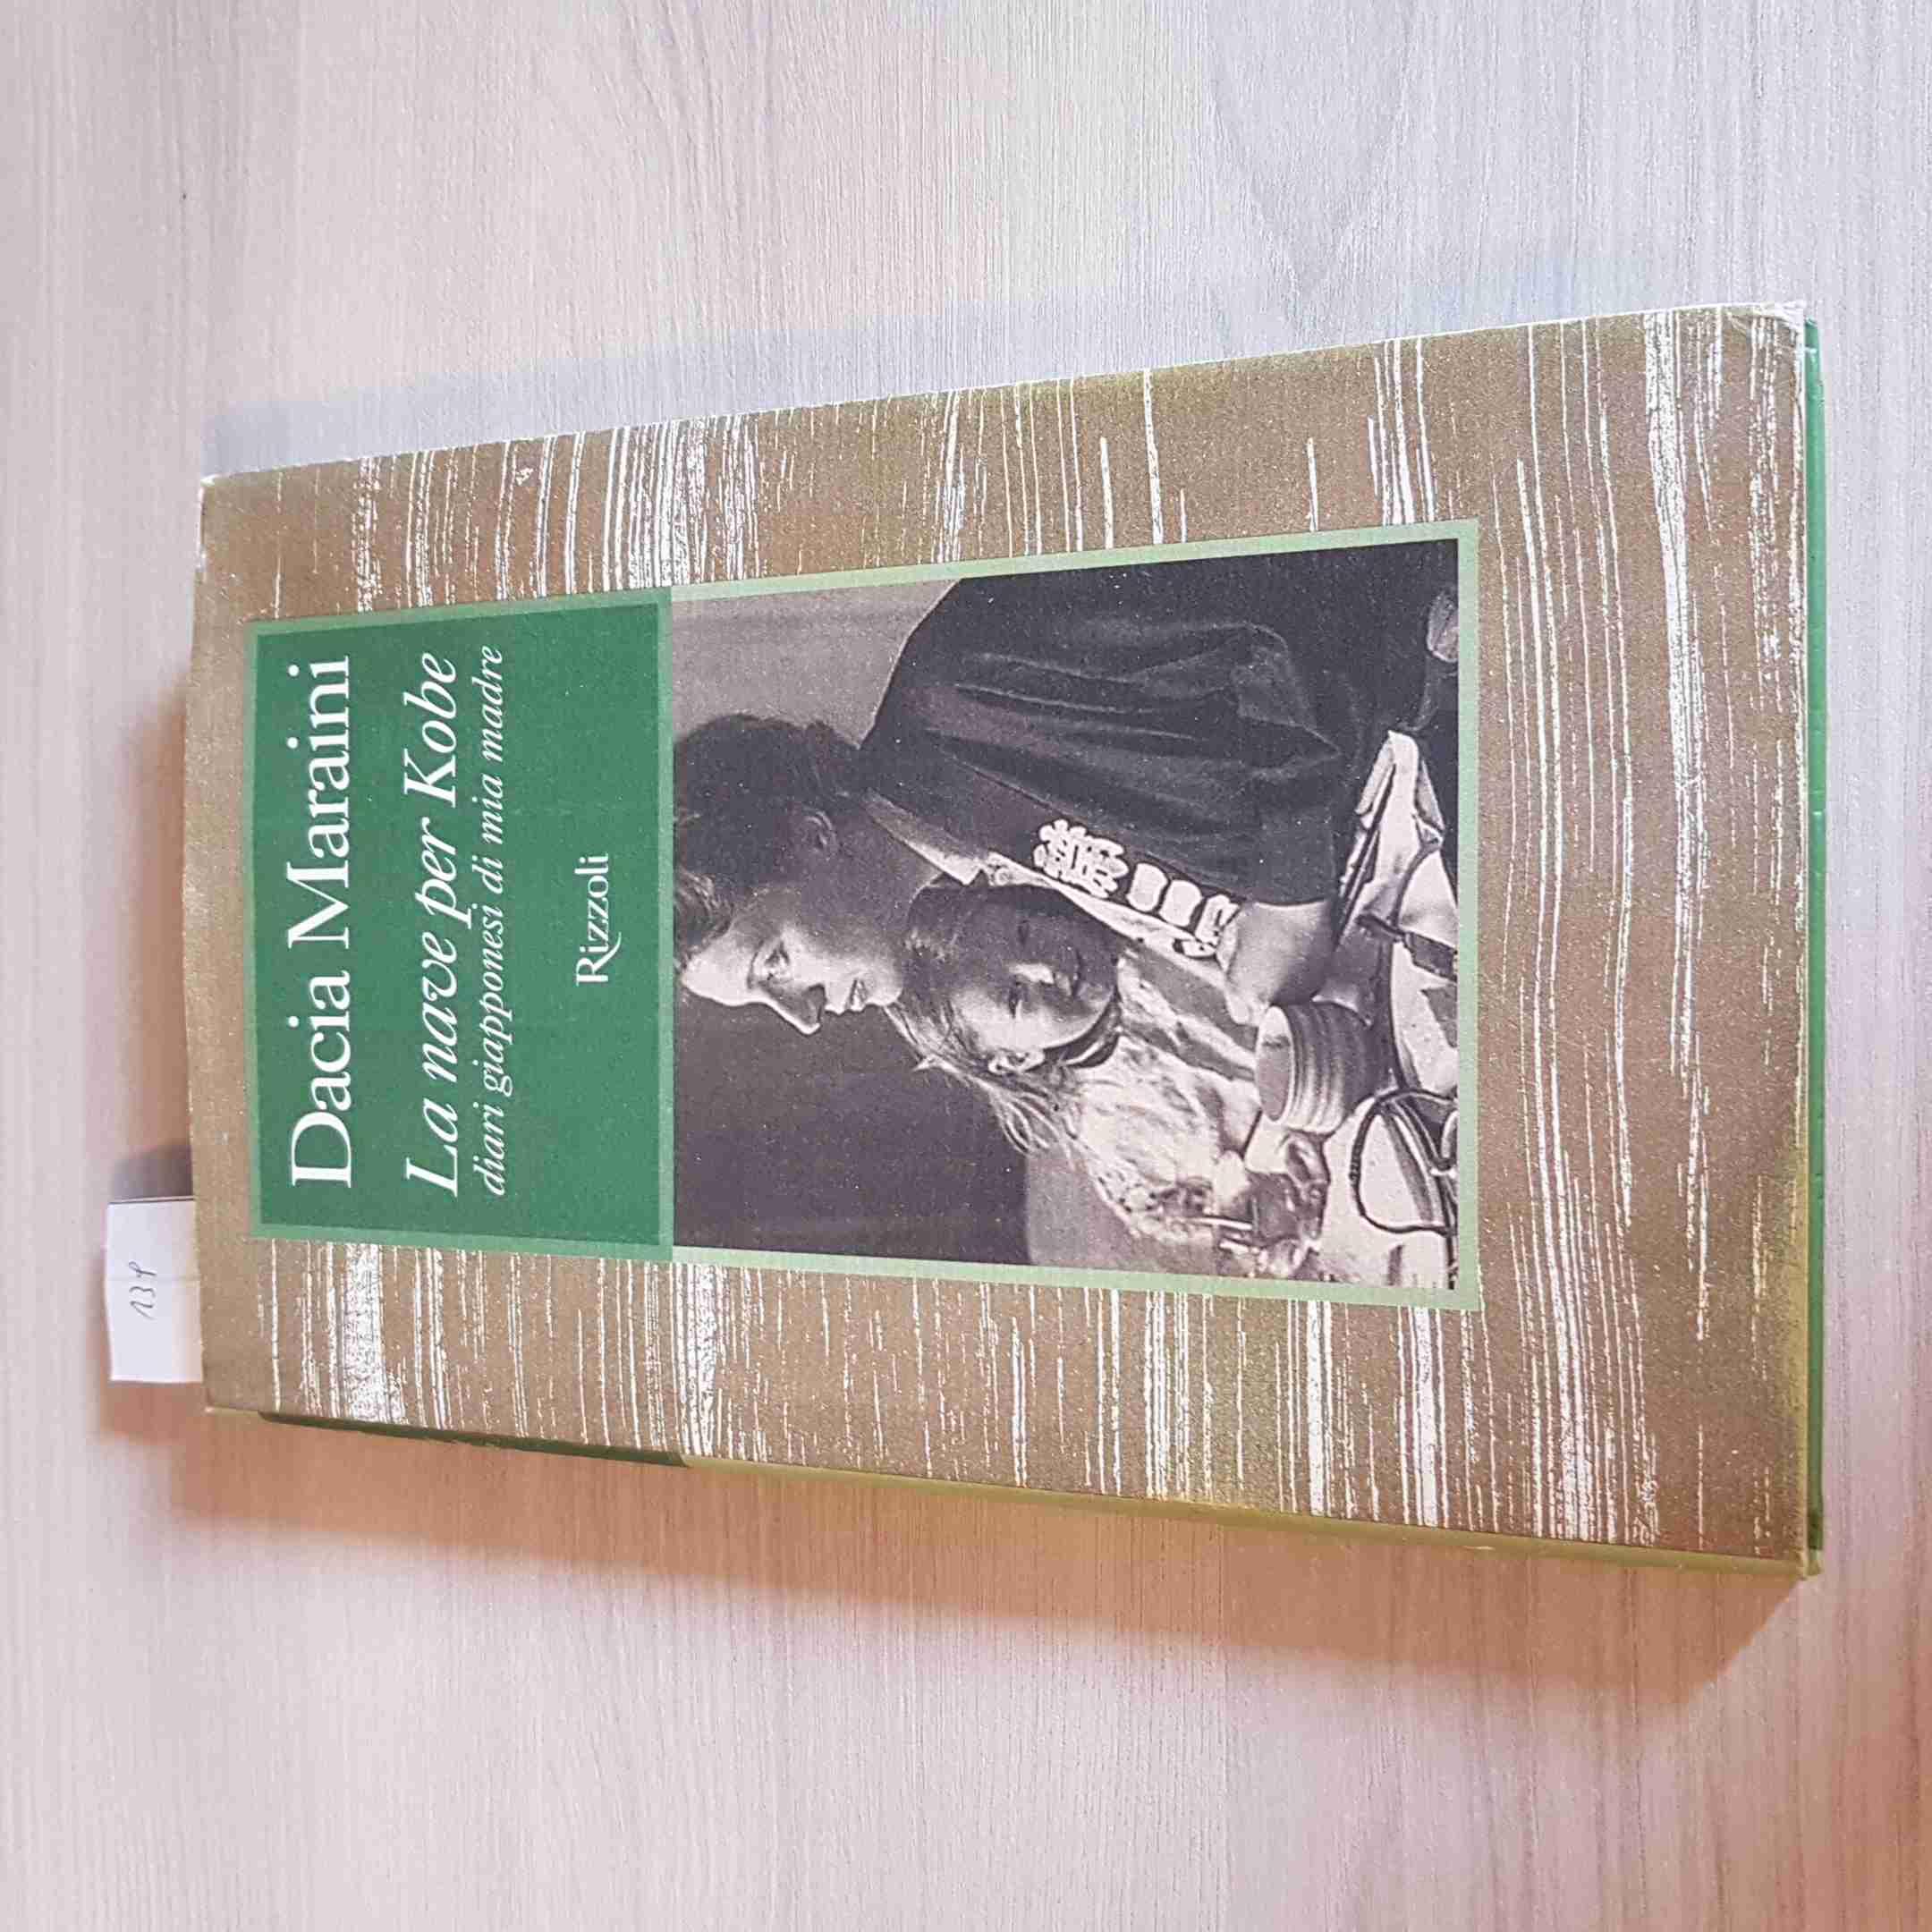 Dacia Maraini
La nave per Kobe
diari giapponesi di mia madre
Rizzoli